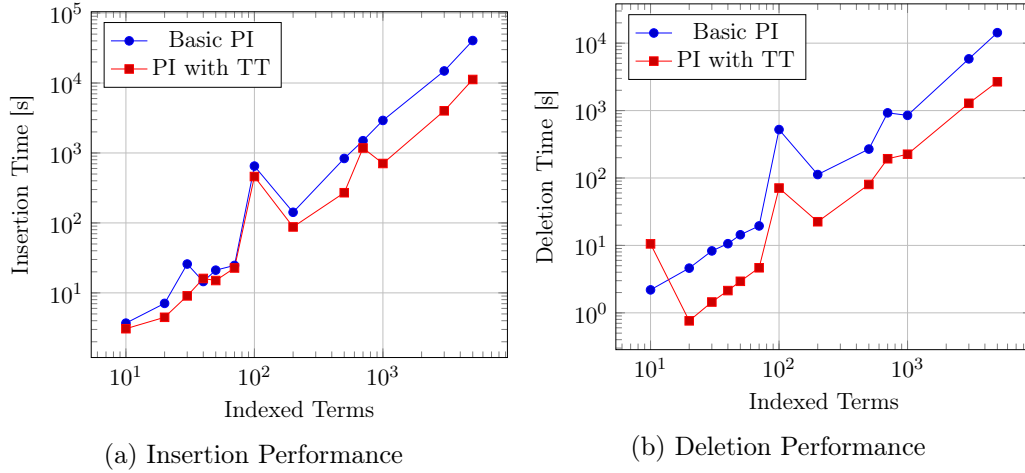 Basic PI
PI with TT
10^5
10^4
10^3
10^2
10^1
Insertion Time [s]
10^1
10^2
10^3
Indexed Terms
(a) Insertion Performance
Basic PI
PI with TT
10^4
10^3
10^2
10^1
10^0
Deletion Time [s]
10^1
10^2
10^3
Indexed Terms
(b) Deletion Performance